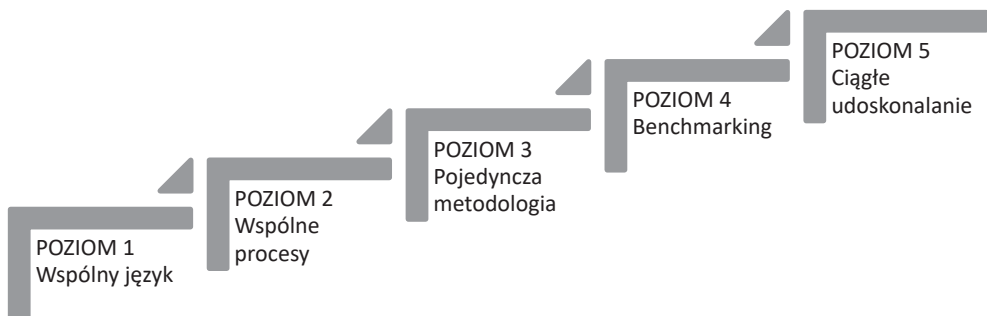 POZIOM 1
Wspólny język
POZIOM 2
Wspólne
procesy
POZIOM 3
Pojedyncza
metodologia
POZIOM 4
Benchmarking
POZIOM 5
Ciągłe
udoskonalanie